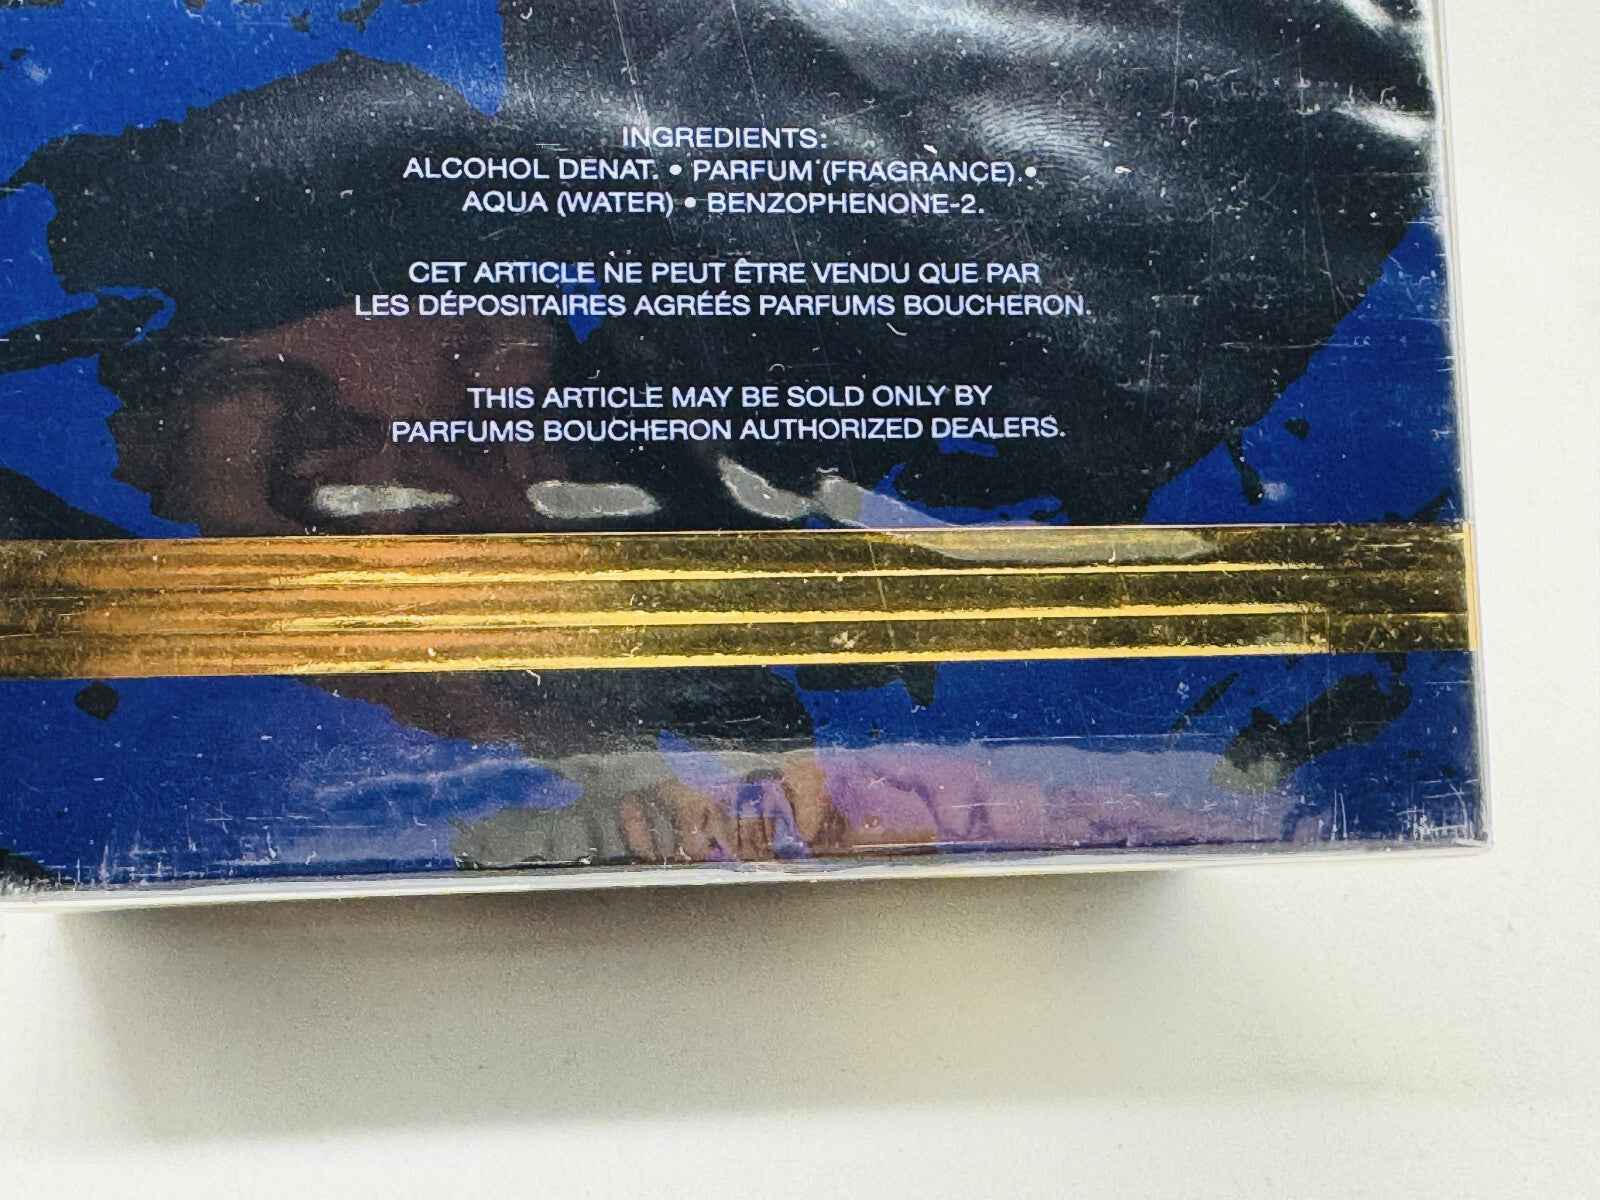 INGREDIENTS:
ALCOHOL DENAT. • PARFUM (FRAGRANCE). •
AQUA (WATER) • BENZOPHENONE-2.
CET ARTICLE NE PEUT ÊTRE VENDU QUE PAR
LES DÉPOSITAIRES AGRÉÉS PARFUMS BOUCHERON.
THIS ARTICLE MAY BE SOLD ONLY BY
PARFUMS BOUCHERON AUTHORIZED DEALERS.